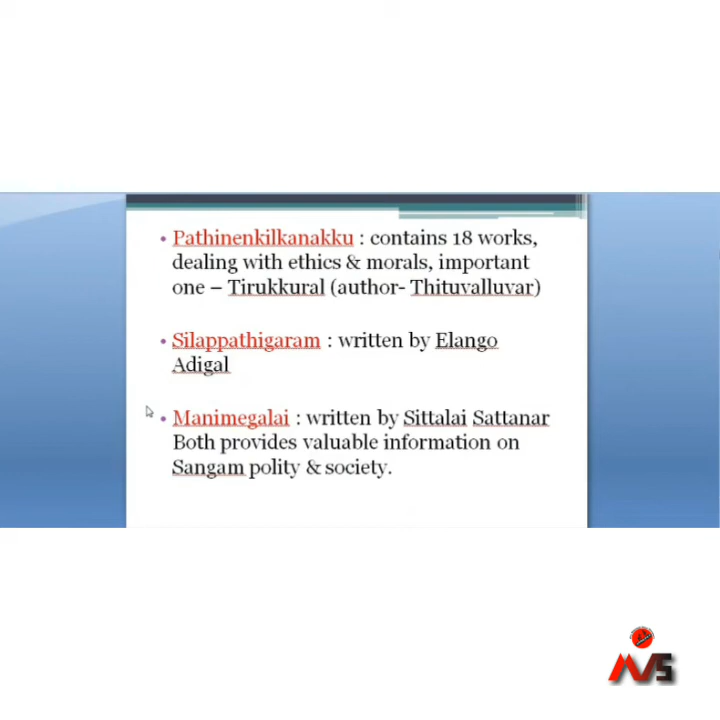 • Pathinenkilkanakku : contains 18 works,
dealing with ethics & morals, important
one – Tirukkural (author- Thituvalluvar)
• Silappathigaram : written by Elango
Adigal
• Manimegalai : written by Sittalai Sattanar
Both provides valuable information on
Sangam polity & society.
MVS